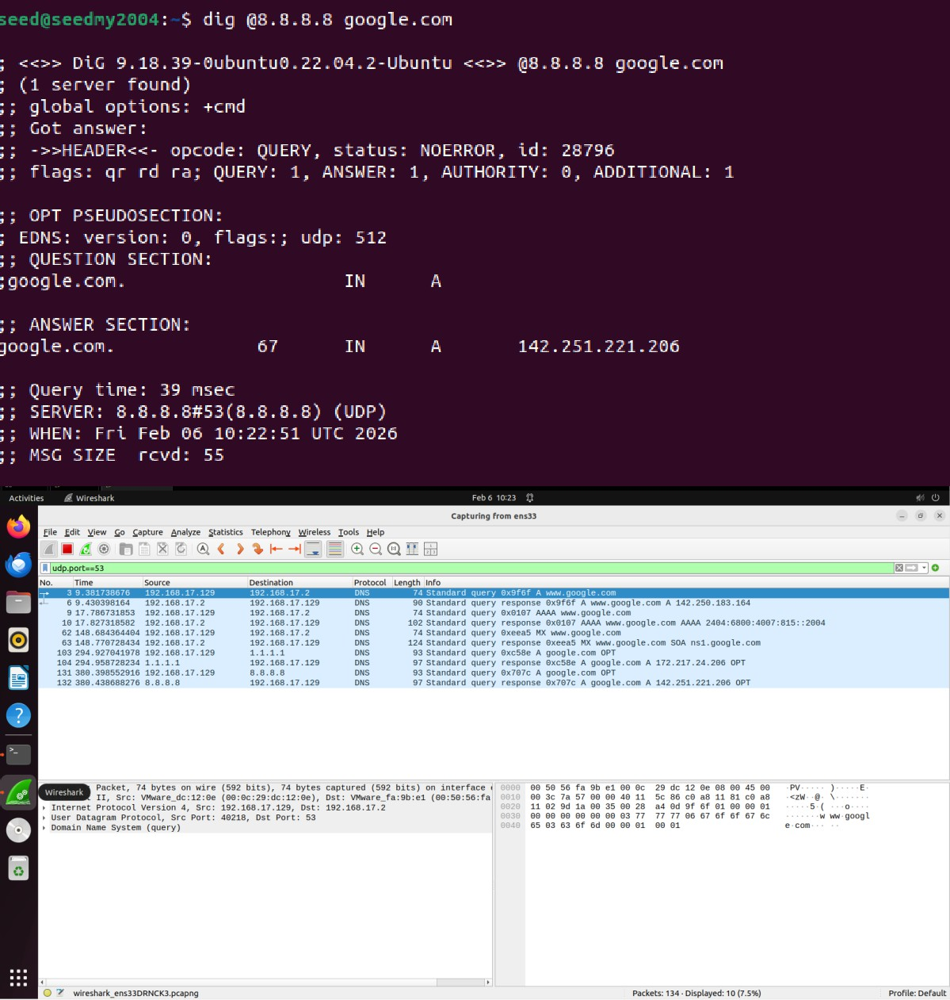 seed@seedmy2004:~$ dig @8.8.8.8 google.com
; <<>> DiG 9.18.39-0ubuntu0.22.04.2-Ubuntu <<>> @8.8.8.8 google.com
; (1 server found)
;; global options: +cmd
;; Got answer:
;; ->>HEADER<<- opcode: QUERY, status: NOERROR, id: 28796
;; flags: qr rd ra; QUERY: 1, ANSWER: 1, AUTHORITY: 0, ADDITIONAL: 1
;; OPT PSEUDOSECTION:
; EDNS: version: 0, flags:; udp: 512
;; QUESTION SECTION:
;google.com. IN A
;; ANSWER SECTION:
google.com. 67 IN A 142.251.221.206
;; Query time: 39 msec
;; SERVER: 8.8.8.8#53(8.8.8.8) (UDP)
;; WHEN: Fri Feb 06 10:22:51 UTC 2026
;; MSG SIZE rcvd: 55
Activities Wireshark Feb 6 10:23
Capturing from ens33
File Edit View Go Capture Analyze Statistics Telephony Wireless Tools Help
udp.port==53
No. Time Source Destination Protocol Length Info
3 9.381738676 192.168.17.129 192.168.17.2 DNS 74 Standard query 0x9f6f A www.google.com
6 9.430398164 192.168.17.2 192.168.17.129 DNS 90 Standard query response 0x9f6f A www.google.com A 142.250.183.164
9 17.786731853 192.168.17.129 192.168.17.2 DNS 74 Standard query 0x0107 AAAA www.google.com
10 17.827318582 192.168.17.2 192.168.17.129 DNS 102 Standard query response 0x0107 AAAA www.google.com AAAA 2404:6800:4007:815::2004
62 148.684364404 192.168.17.129 192.168.17.2 DNS 74 Standard query 0xeea5 MX www.google.com
63 148.770728434 192.168.17.2 192.168.17.129 DNS 124 Standard query response 0xeea5 MX www.google.com SOA ns1.google.com
103 294.927041978 192.168.17.129 1.1.1.1 DNS 93 Standard query 0xc58e A google.com OPT
104 294.958728234 1.1.1.1 192.168.17.129 DNS 97 Standard query response 0xc58e A google.com A 172.217.24.206 OPT
131 380.398552916 192.168.17.129 8.8.8.8 DNS 93 Standard query 0x707c A google.com OPT
132 380.438688276 8.8.8.8 192.168.17.129 DNS 97 Standard query response 0x707c A google.com A 142.251.221.206 OPT
Packet, 74 bytes on wire (592 bits), 74 bytes captured (592 bits) on interface
Wireshark
II, Src: VMware_dc:12:0e (00:0c:29:dc:12:0e), Dst: VMware_fa:9b:e1 (00:50:56:fa
Internet Protocol Version 4, Src: 192.168.17.129, Dst: 192.168.17.2
User Datagram Protocol, Src Port: 40218, Dst Port: 53
Domain Name System (query)
0000 00 50 56 fa 9b e1 00 0c 29 dc 12 0e 08 00 45 00 ·PV····· )·····E·
0010 00 3c 7a 57 00 00 40 11 5c 86 c0 a8 11 81 c0 a8 ·<zW··@· \·······
0020 11 02 9d 1a 00 35 00 28 a4 0d 9f 6f 01 00 00 01 ·····5·( ···o····
0030 00 00 00 00 00 00 03 77 77 77 06 67 6f 6f 67 6c ·······w ww·googl
0040 65 03 63 6f 6d 00 00 01 00 01 e·com··· ··
wireshark_ens33DRNCK3.pcapng Packets: 134 · Displayed: 10 (7.5%) Profile: Default